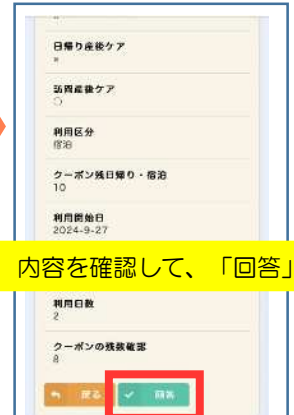 日帰り産後ケア
×
訪問産後ケア
○
利用区分
宿泊
クーポン残日帰り・宿泊
10
利用開始日
2024-9-27
内容を確認して、「回答」
利用日数
2
クーポンの残数確認
8
戻る
回答